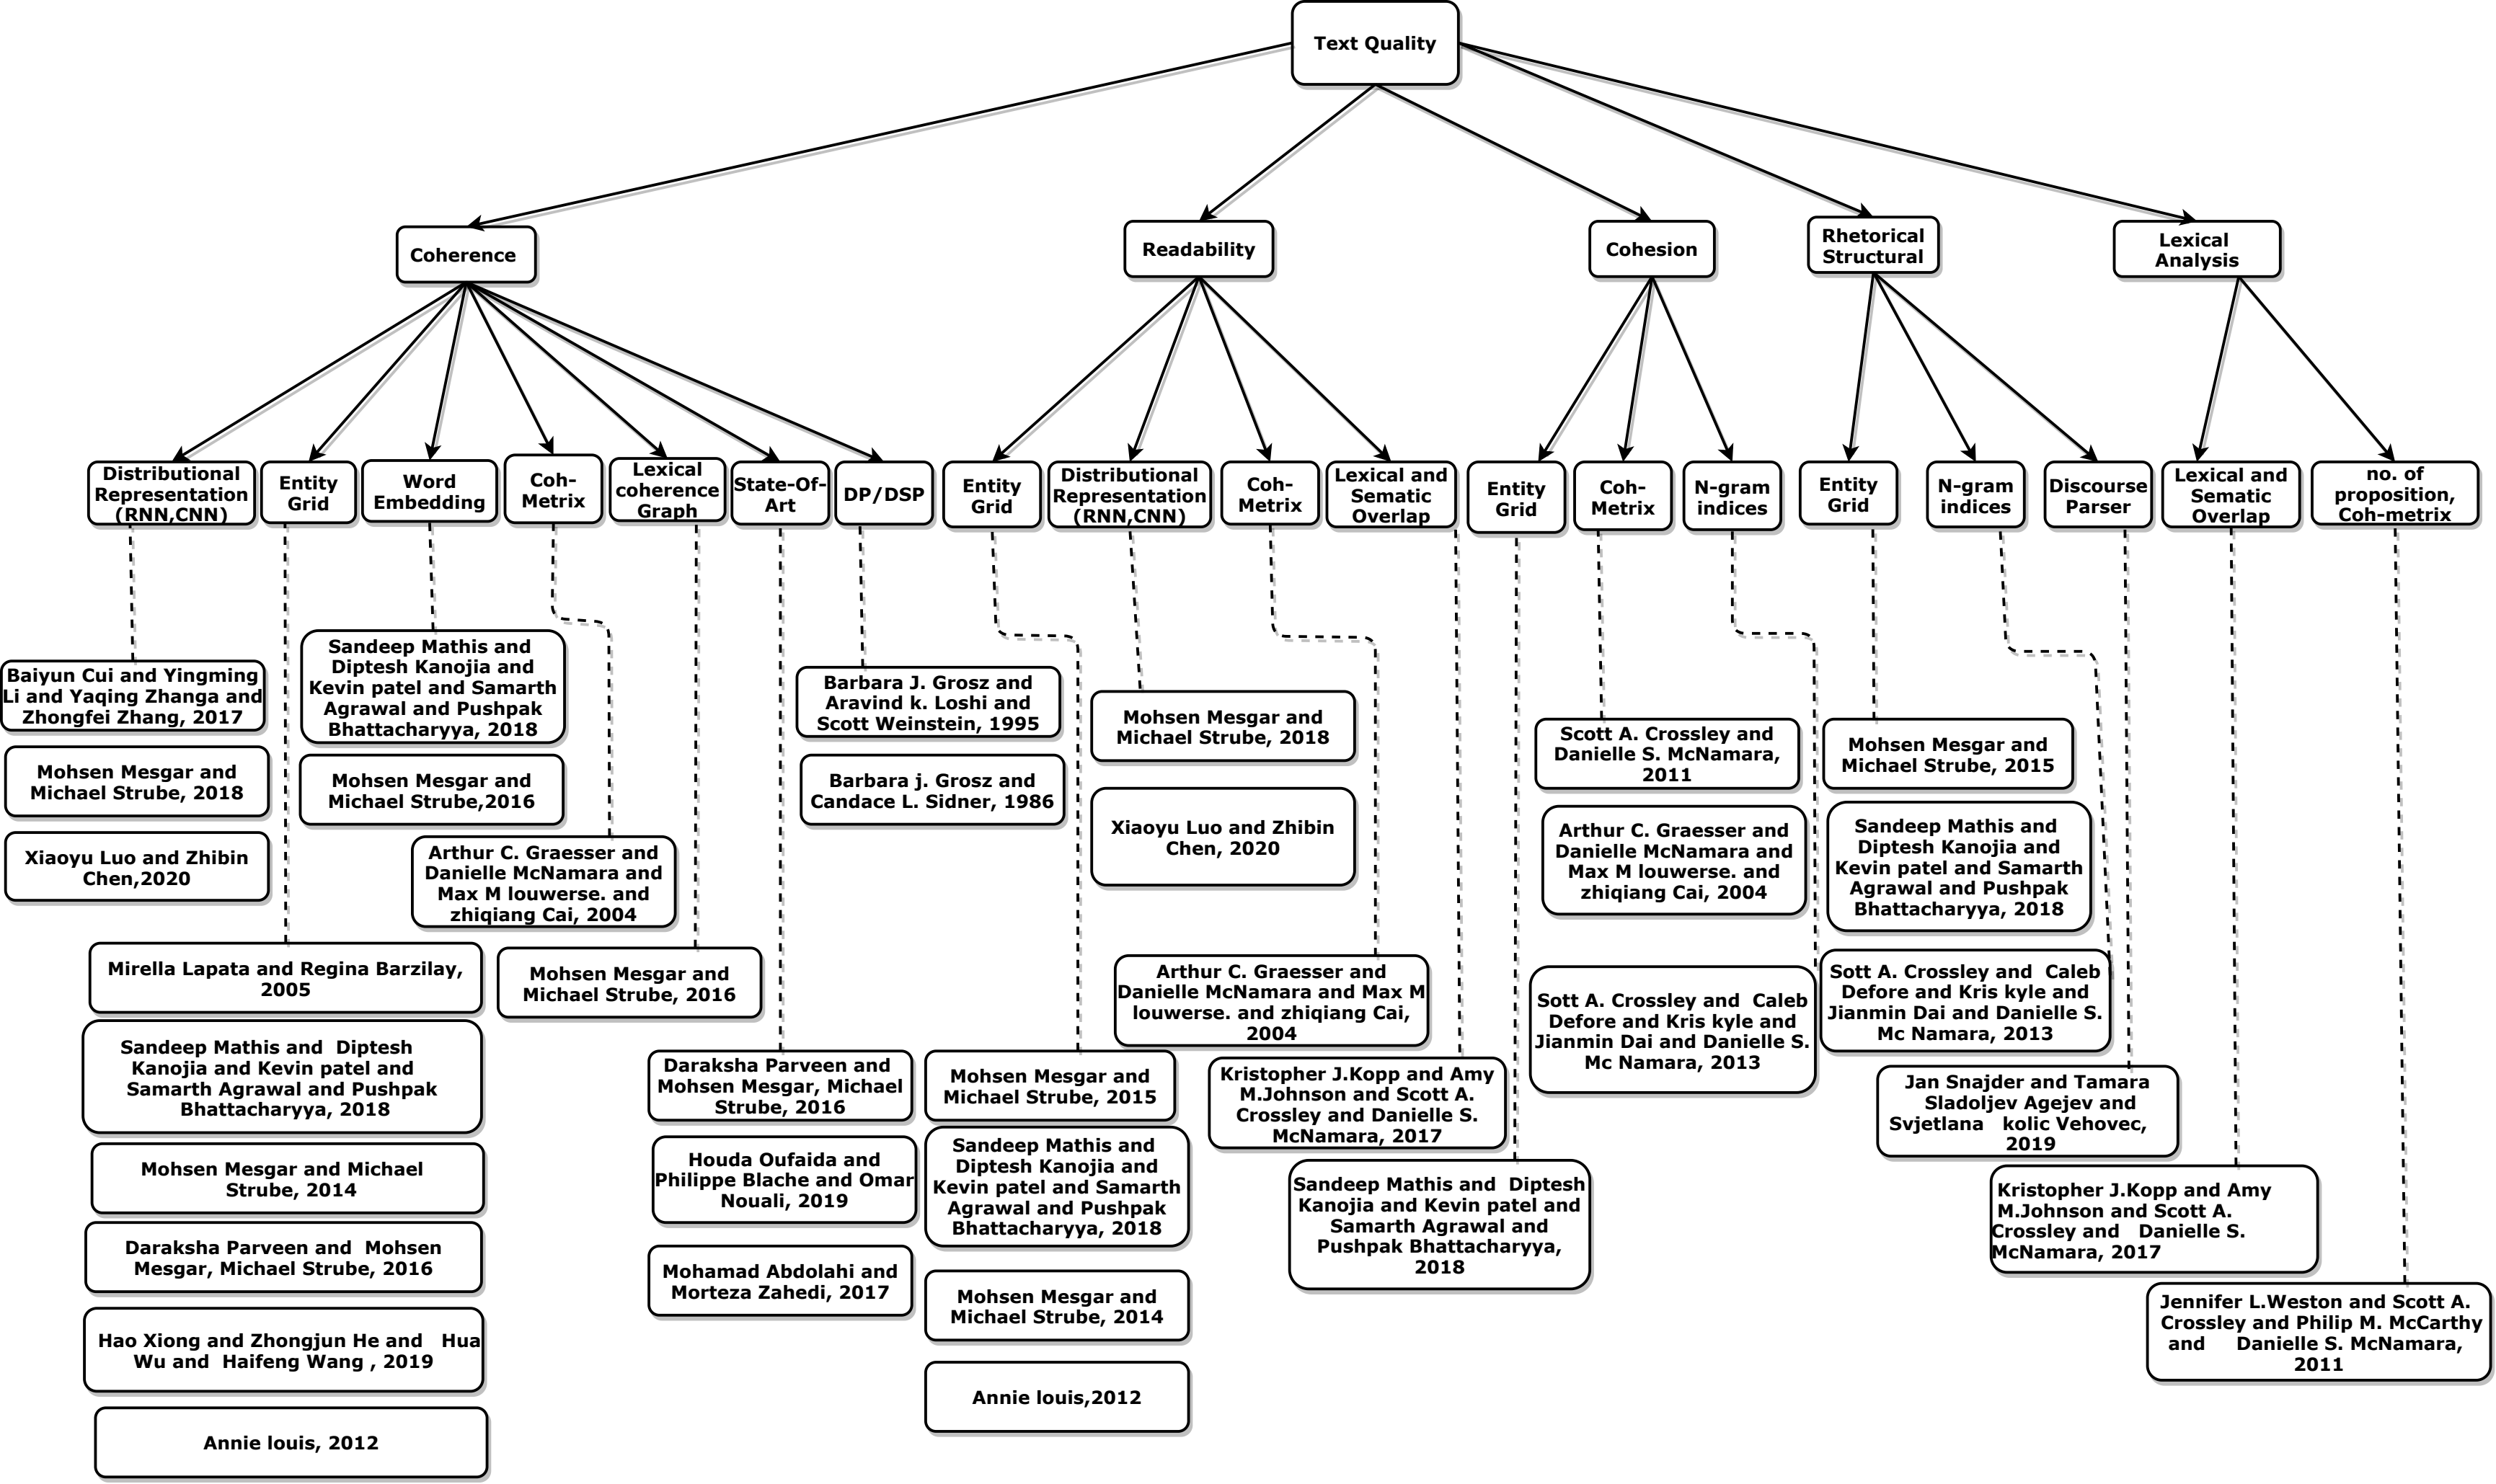 Text Quality
Coherence
Readability
Cohesion
Rhetorical
Structural
Lexical
Analysis
Distributional
Representation
(RNN,CNN)
Entity
Grid
Word
Embedding
Coh-
Metrix
Lexical
coherence
Graph
State-Of-
Art
DP/DSP
Entity
Grid
Distributional
Representation
(RNN,CNN)
Coh-
Metrix
Lexical and
Sematic
Overlap
Entity
Grid
Coh-
Metrix
N-gram
indices
Entity
Grid
N-gram
indices
Discourse
Parser
Lexical and
Sematic
Overlap
no. of
proposition,
Coh-metrix
Baiyun Cui and Yingming
Li and Yaqing Zhanga and
Zhongfei Zhang, 2017
Mohsen Mesgar and
Michael Strube, 2018
Xiaoyu Luo and Zhibin
Chen,2020
Mirella Lapata and Regina Barzilay,
2005
Sandeep Mathis and Diptesh
Kanojia and Kevin patel and
Samarth Agrawal and Pushpak
Bhattacharyya, 2018
Mohsen Mesgar and Michael
Strube, 2014
Daraksha Parveen and Mohsen
Mesgar, Michael Strube, 2016
Hao Xiong and Zhongjun He and Hua
Wu and Haifeng Wang , 2019
Annie louis, 2012
Sandeep Mathis and
Diptesh Kanojia and
Kevin patel and Samarth
Agrawal and Pushpak
Bhattacharyya, 2018
Mohsen Mesgar and
Michael Strube,2016
Arthur C. Graesser and
Danielle McNamara and
Max M louwerse. and
zhiqiang Cai, 2004
Mohsen Mesgar and
Michael Strube, 2016
Daraksha Parveen and
Mohsen Mesgar, Michael
Strube, 2016
Houda Oufaida and
Philippe Blache and Omar
Nouali, 2019
Mohamad Abdolahi and
Morteza Zahedi, 2017
Barbara J. Grosz and
Aravind k. Loshi and
Scott Weinstein, 1995
Barbara j. Grosz and
Candace L. Sidner, 1986
Mohsen Mesgar and
Michael Strube, 2015
Sandeep Mathis and
Diptesh Kanojia and
Kevin patel and Samarth
Agrawal and Pushpak
Bhattacharyya, 2018
Mohsen Mesgar and
Michael Strube, 2014
Annie louis,2012
Mohsen Mesgar and
Michael Strube, 2018
Xiaoyu Luo and Zhibin
Chen, 2020
Arthur C. Graesser and
Danielle McNamara and Max M
louwerse. and zhiqiang Cai,
2004
Kristopher J.Kopp and Amy
M.Johnson and Scott A.
Crossley and Danielle S.
McNamara, 2017
Sandeep Mathis and Diptesh
Kanojia and Kevin patel and
Samarth Agrawal and
Pushpak Bhattacharyya,
2018
Scott A. Crossley and
Danielle S. McNamara,
2011
Arthur C. Graesser and
Danielle McNamara and
Max M louwerse. and
zhiqiang Cai, 2004
Sott A. Crossley and Caleb
Defore and Kris kyle and
Jianmin Dai and Danielle S.
Mc Namara, 2013
Mohsen Mesgar and
Michael Strube, 2015
Sandeep Mathis and
Diptesh Kanojia and
Kevin patel and Samarth
Agrawal and Pushpak
Bhattacharyya, 2018
Sott A. Crossley and Caleb
Defore and Kris kyle and
Jianmin Dai and Danielle S.
Mc Namara, 2013
Jan Snajder and Tamara
Sladoljev Agejev and
Svjetlana kolic Vehovec,
2019
Kristopher J.Kopp and Amy
M.Johnson and Scott A.
Crossley and Danielle S.
McNamara, 2017
Jennifer L.Weston and Scott A.
Crossley and Philip M. McCarthy
and Danielle S. McNamara,
2011